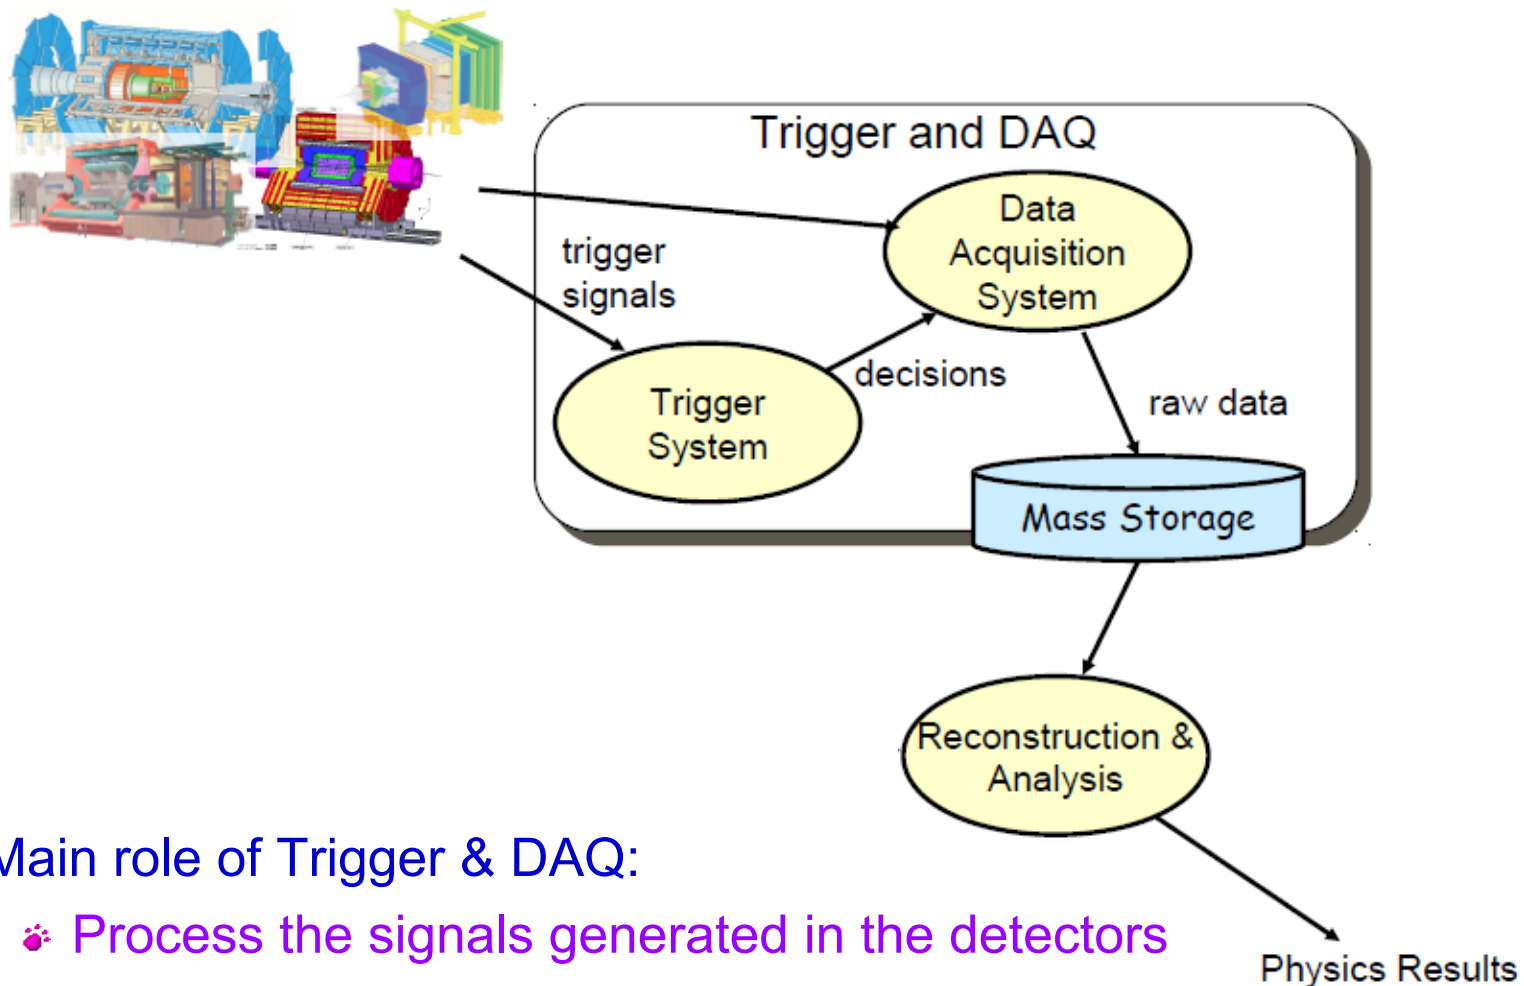 Trigger and DAQ
Data
Acquisition
System
trigger
signals
decisions
Trigger
System
raw data
Mass Storage
Reconstruction &
Analysis
Main role of Trigger & DAQ:
Process the signals generated in the detectors
Physics Results